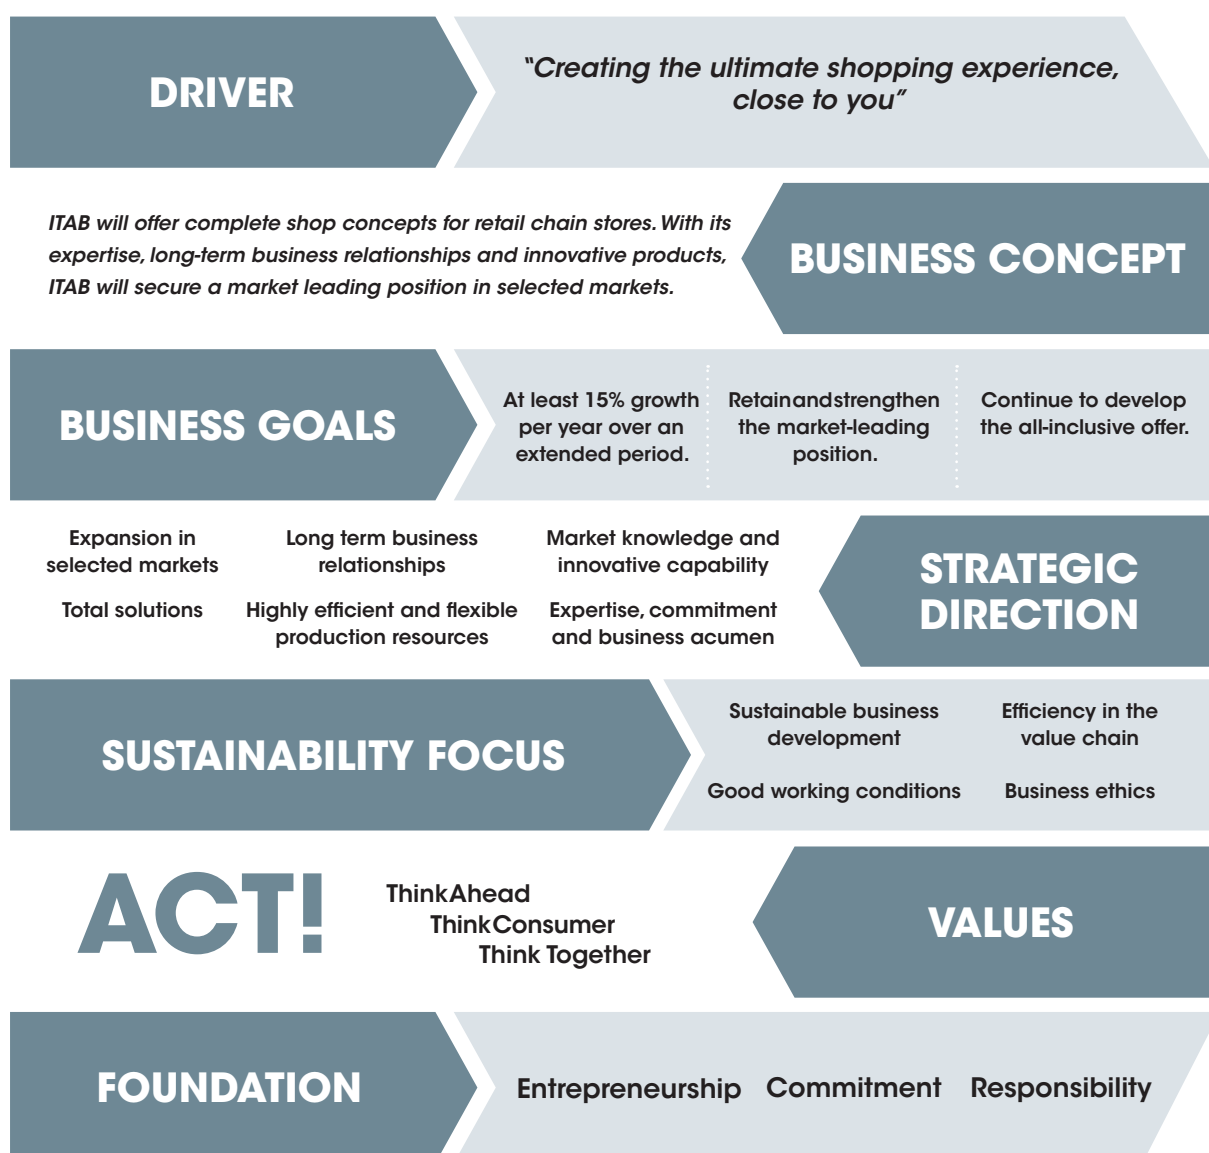 DRIVER
“Creating the ultimate shopping experience,
close to you”
ITAB will offer complete shop concepts for retail chain stores. With its
expertise, long-term business relationships and innovative products,
ITAB will secure a market leading position in selected markets.
BUSINESS CONCEPT
BUSINESS GOALS
At least 15% growth
per year over an
extended period.
Retainandstrengthen
the market-leading
position.
Continue to develop
the all-inclusive offer.
Expansion in
selected markets
Long term business
relationships
Market knowledge and
innovative capability
Total solutions
Highly efficient and flexible
production resources
Expertise, commitment
and business acumen
STRATEGIC
DIRECTION
SUSTAINABILITY FOCUS
Sustainable business
development
Efficiency in the
value chain
Good working conditions
Business ethics
ACT!
ThinkAhead
ThinkConsumer
Think Together
VALUES
FOUNDATION
Entrepreneurship
Commitment
Responsibility